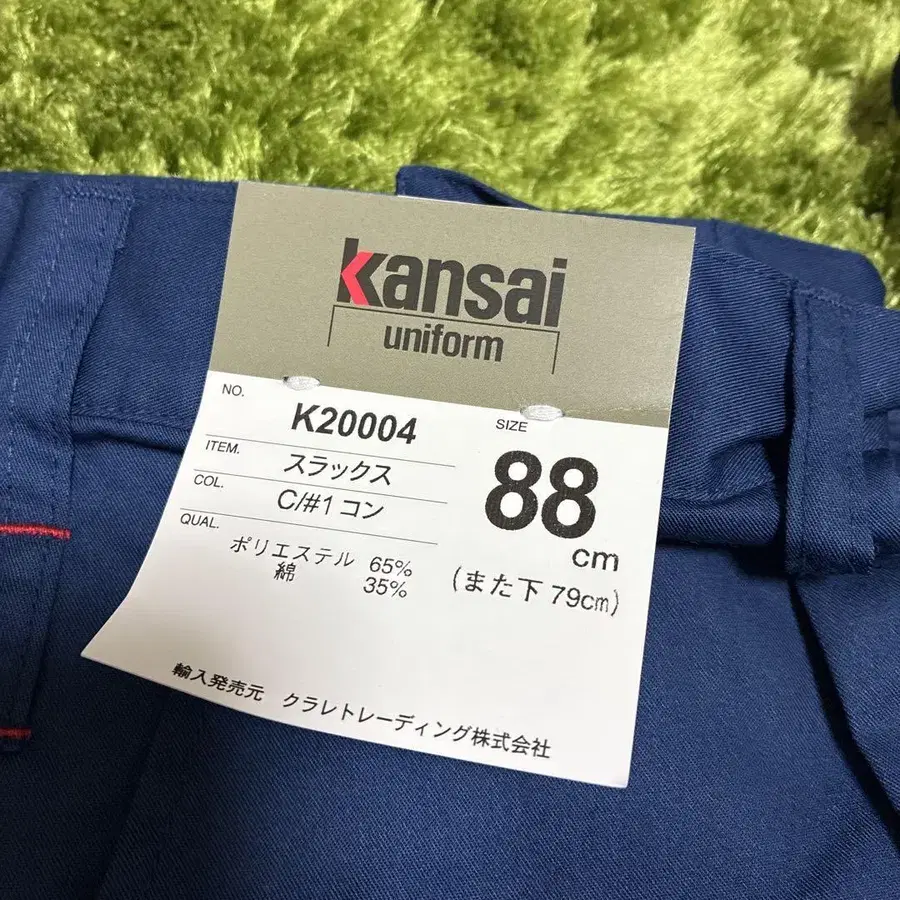 kansai
uniform
NO.
K20004
ITEM.
スラックス
COL.
C/#1 コン
QUAL.
ポリエステル 65%
綿 35%
SIZE
88
cm
(また下 79cm)
輸入発売元 クラレトレーディング株式会社